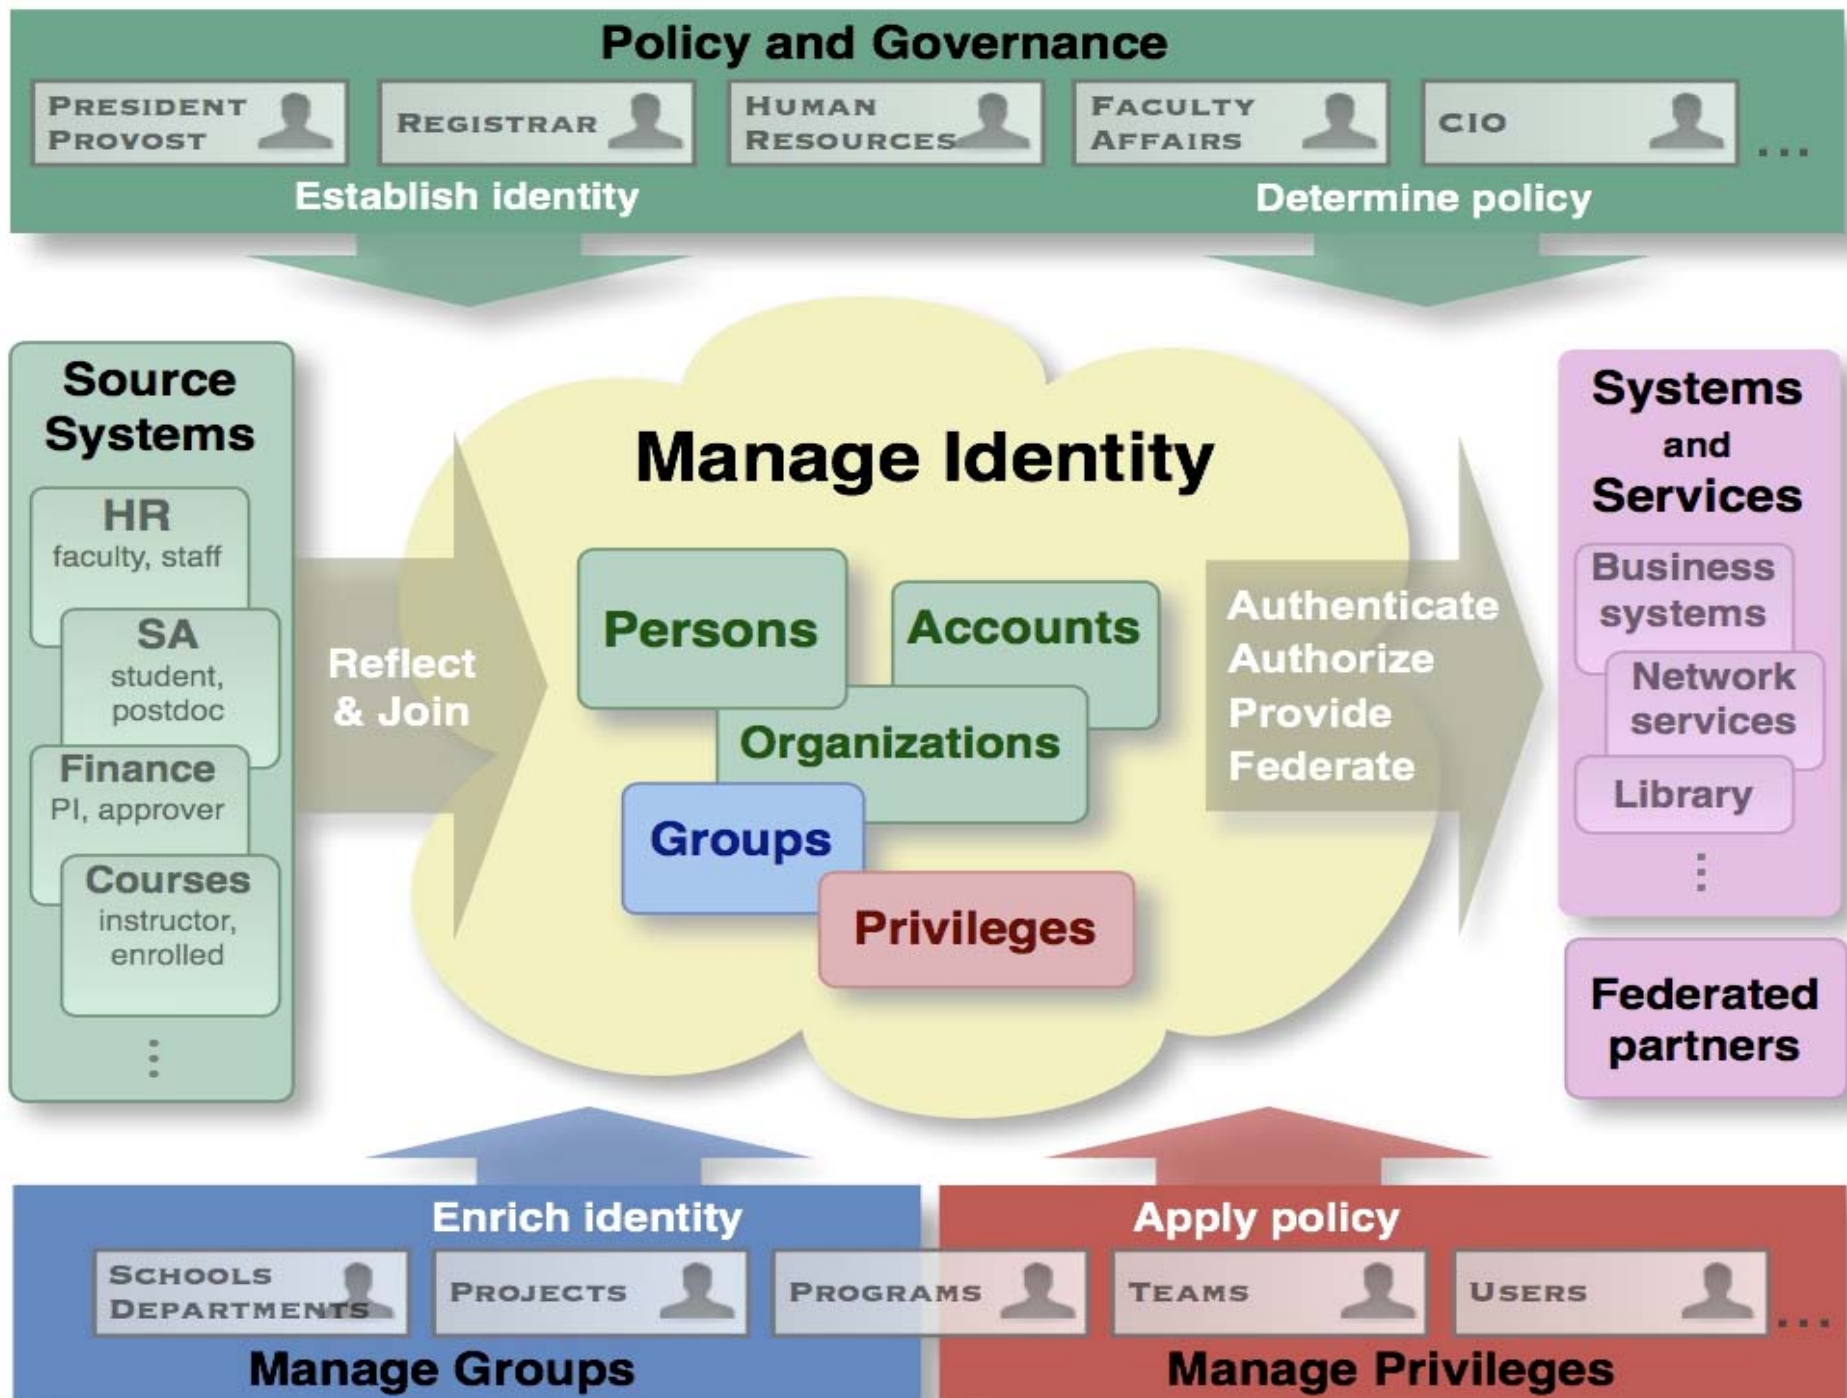 Policy and Governance
PRESIDENT
PROVOST
REGISTRAR
HUMAN
RESOURCES
FACULTY
AFFAIRS
CIO
...
Establish identity
Determine policy
Source
Systems
HR
faculty, staff
SA
student,
postdoc
Finance
PI, approver
Courses
instructor,
enrolled
...
Reflect
& Join
Manage Identity
Persons
Accounts
Organizations
Groups
Privileges
Authenticate
Authorize
Provide
Federate
Systems
and
Services
Business
systems
Network
services
Library
...
Federated
partners
Enrich identity
Apply policy
SCHOOLS
DEPARTMENTS
PROJECTS
PROGRAMS
TEAMS
USERS
...
Manage Groups
Manage Privileges